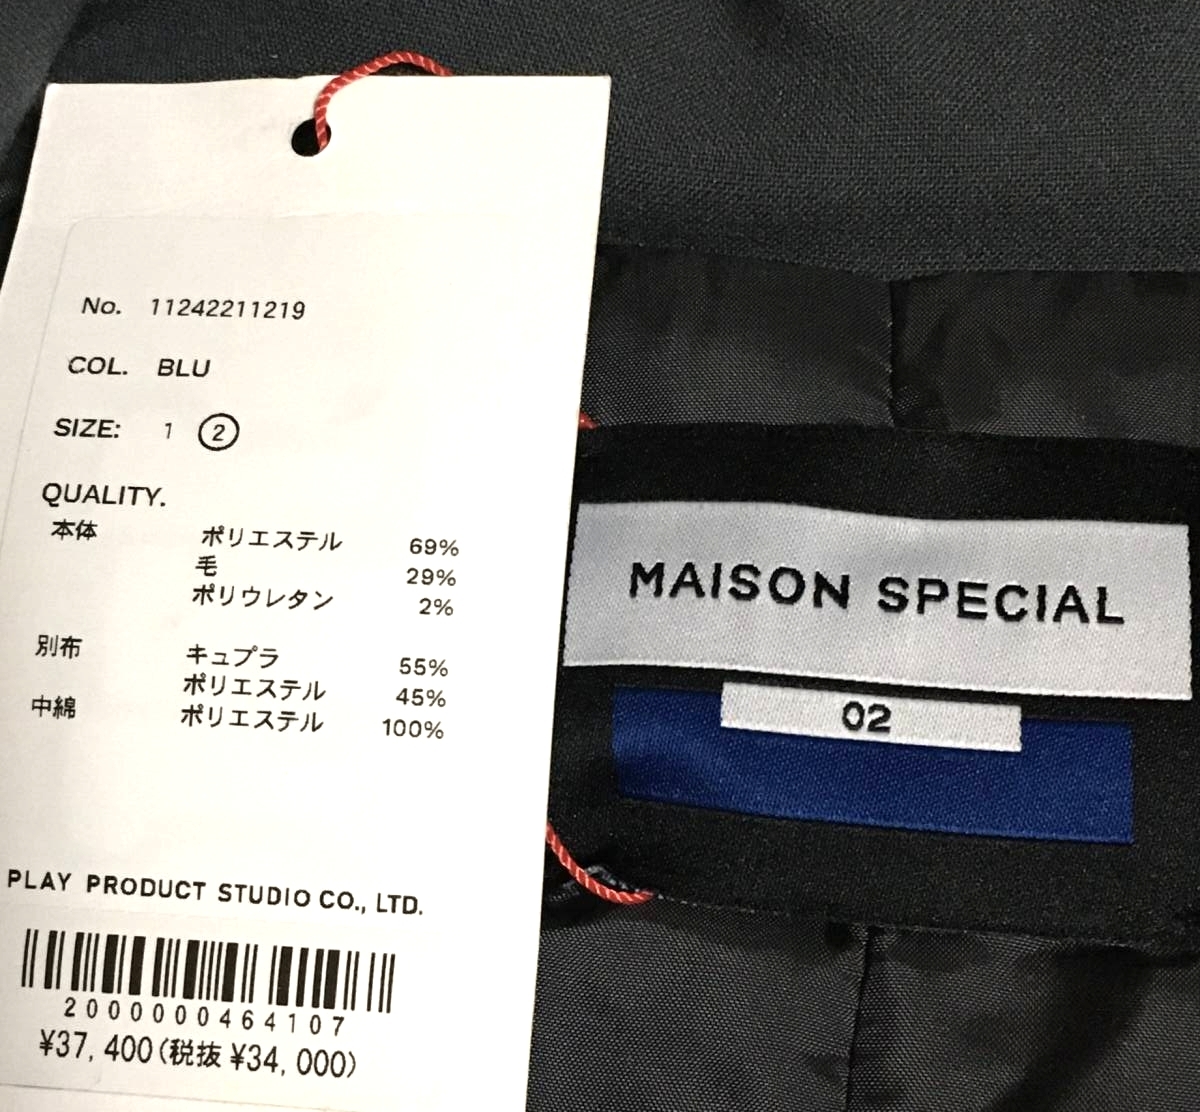 No. 11242211219
COL. BLU
SIZE: 1 2
QUALITY.
本体 ポリエステル 69%
毛 29%
ポリウレタン 2%
別布 キュプラ 55%
ポリエステル 45%
中綿 ポリエステル 100%
PLAY PRODUCT STUDIO CO., LTD.
2000000464107
¥37,400(税抜 ¥34,000)
MAISON SPECIAL
02